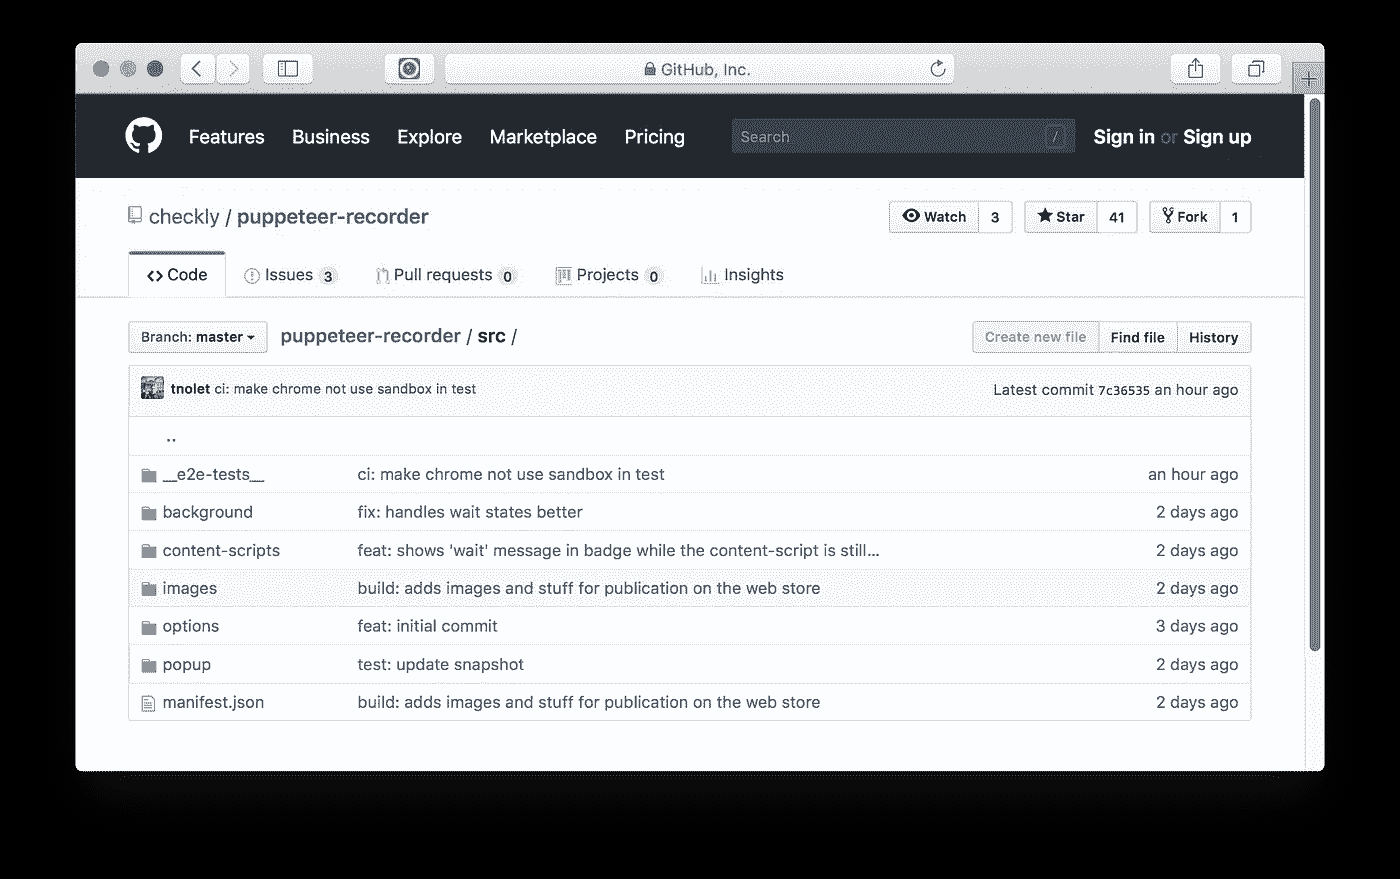 GitHub, Inc.
Features Business Explore Marketplace Pricing Search / Sign in or Sign up
checkly / puppeteer-recorder Watch 3 Star 41 Fork 1
Code Issues 3 Pull requests 0 Projects 0 Insights
Branch: master puppeteer-recorder / src / Create new file Find file History
tnolet ci: make chrome not use sandbox in test Latest commit 7c36535 an hour ago
..
__e2e-tests__ ci: make chrome not use sandbox in test an hour ago
background fix: handles wait states better 2 days ago
content-scripts feat: shows 'wait' message in badge while the content-script is still... 2 days ago
images build: adds images and stuff for publication on the web store 2 days ago
options feat: initial commit 3 days ago
popup test: update snapshot 2 days ago
manifest.json build: adds images and stuff for publication on the web store 2 days ago